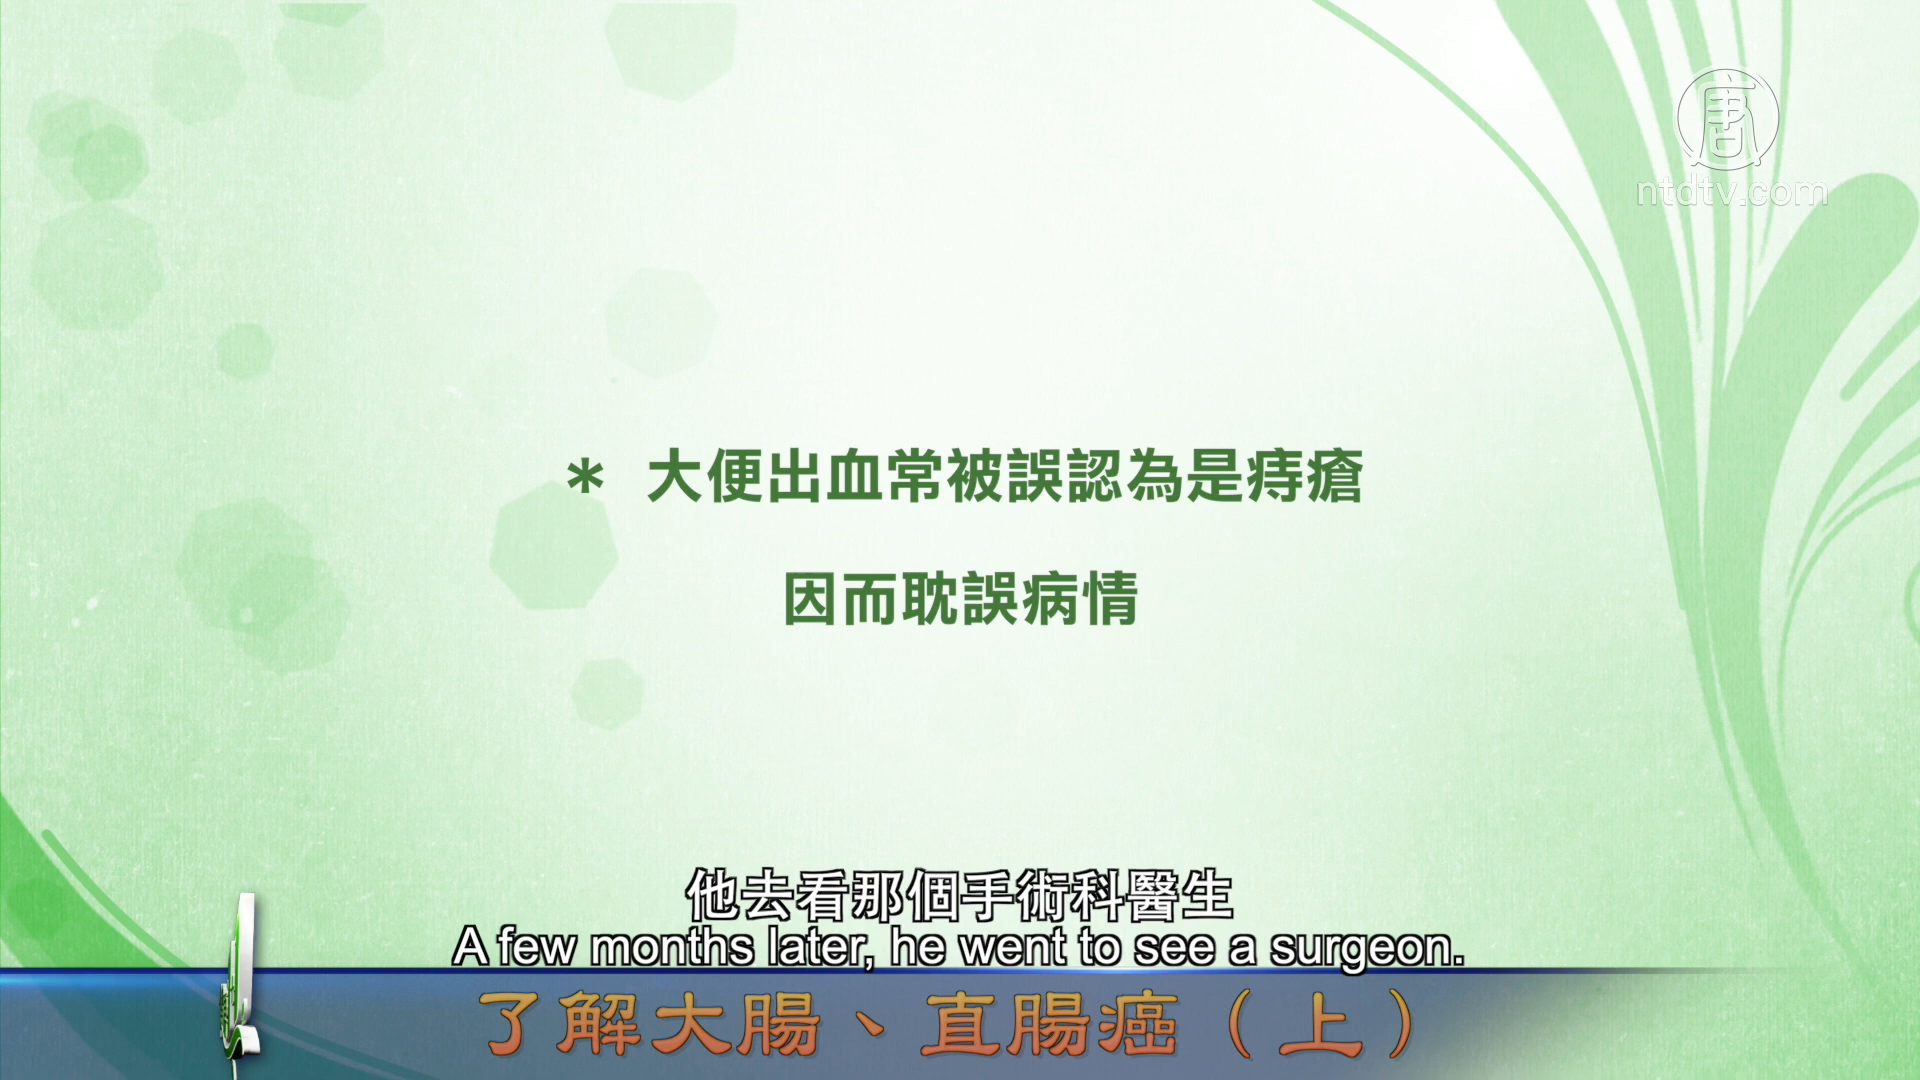 唐
ntdtv.com
* 大便出血常被誤認為是痔瘡
因而耽誤病情
他去看那個手術科醫生
A few months later, he went to see a surgeon.
了解大腸、直腸癌（上）